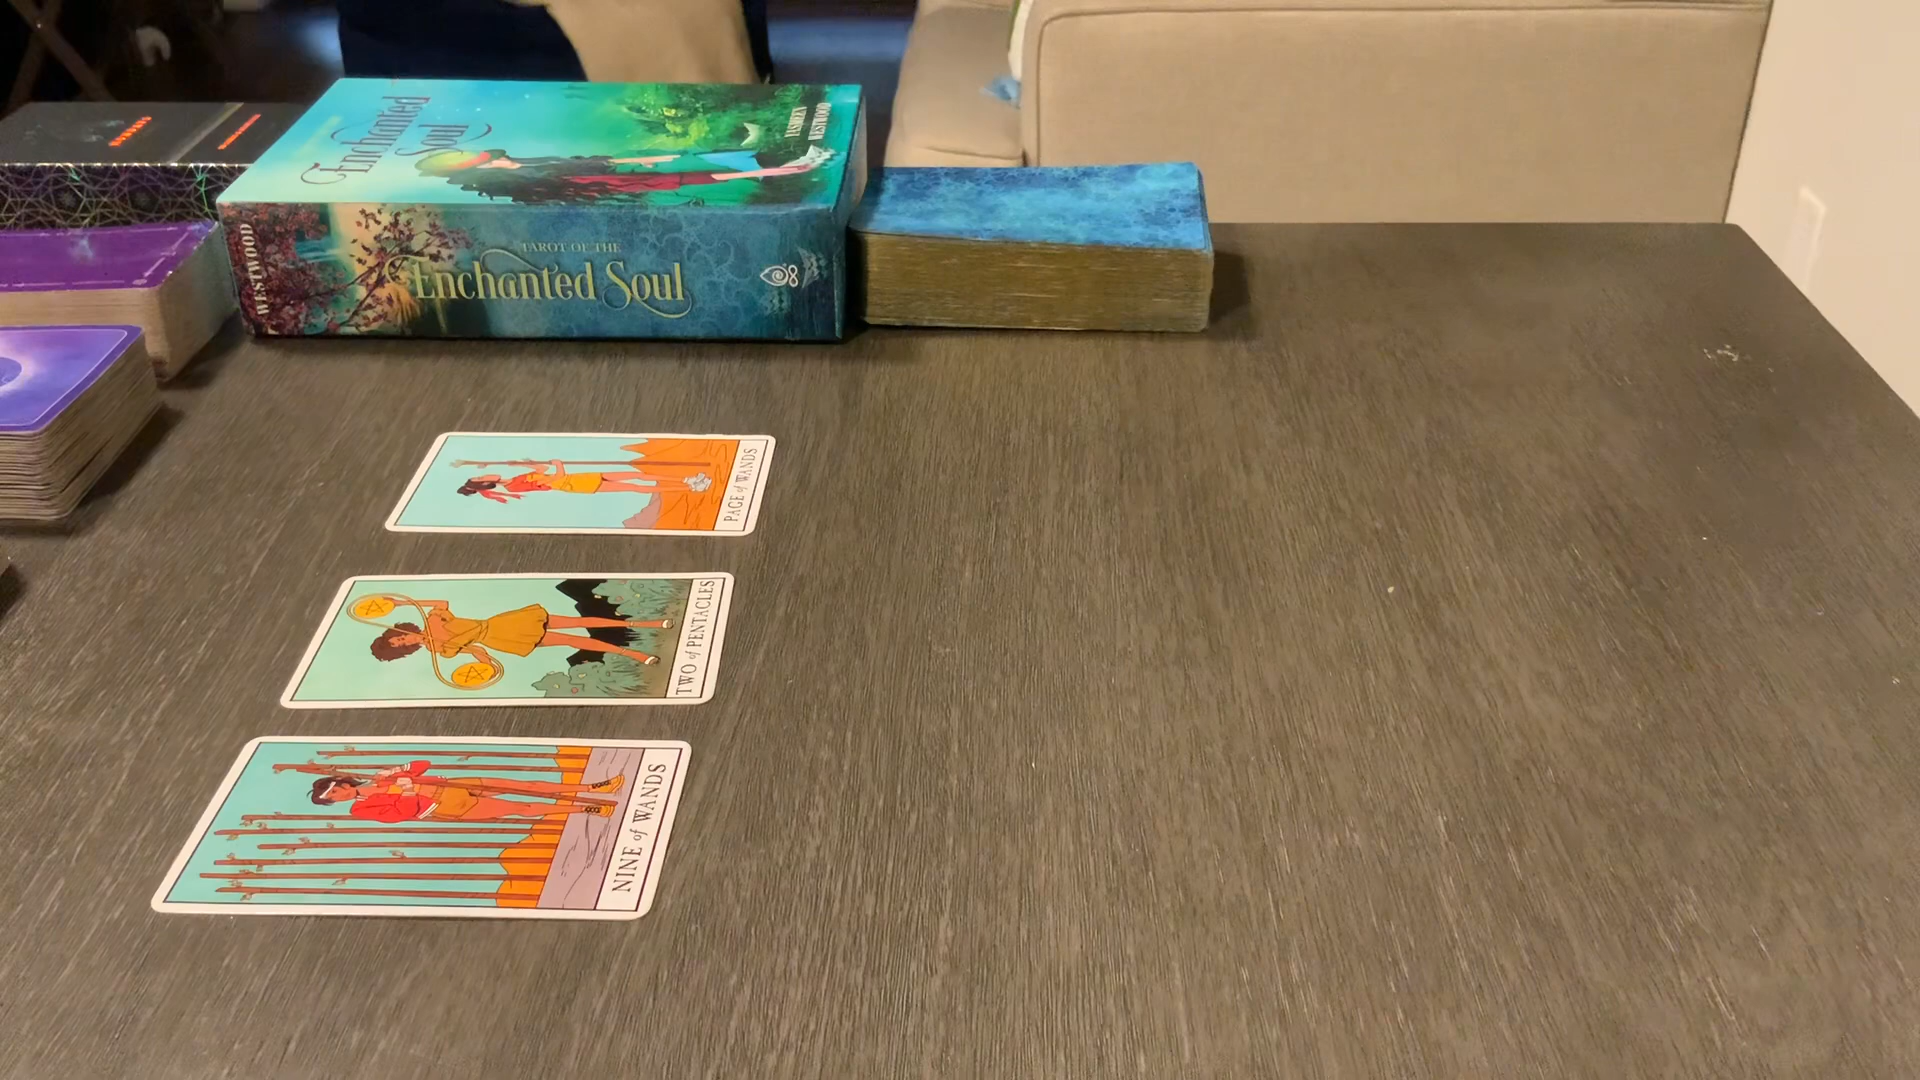 Enchanted
Soul
YASMEEN
WESTWOOD
WESTWOOD
TAROT OF THE
Enchanted Soul
PAGE of WANDS
TWO of PENTACLES
NINE of WANDS